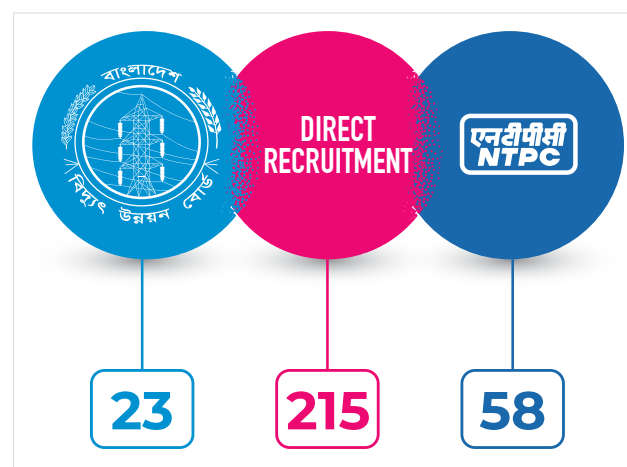 বাংলাদেশ
বিদ্যুৎ উন্নয়ন বোর্ড
DIRECT
RECRUITMENT
एनटीपीसी
NTPC
23
215
58